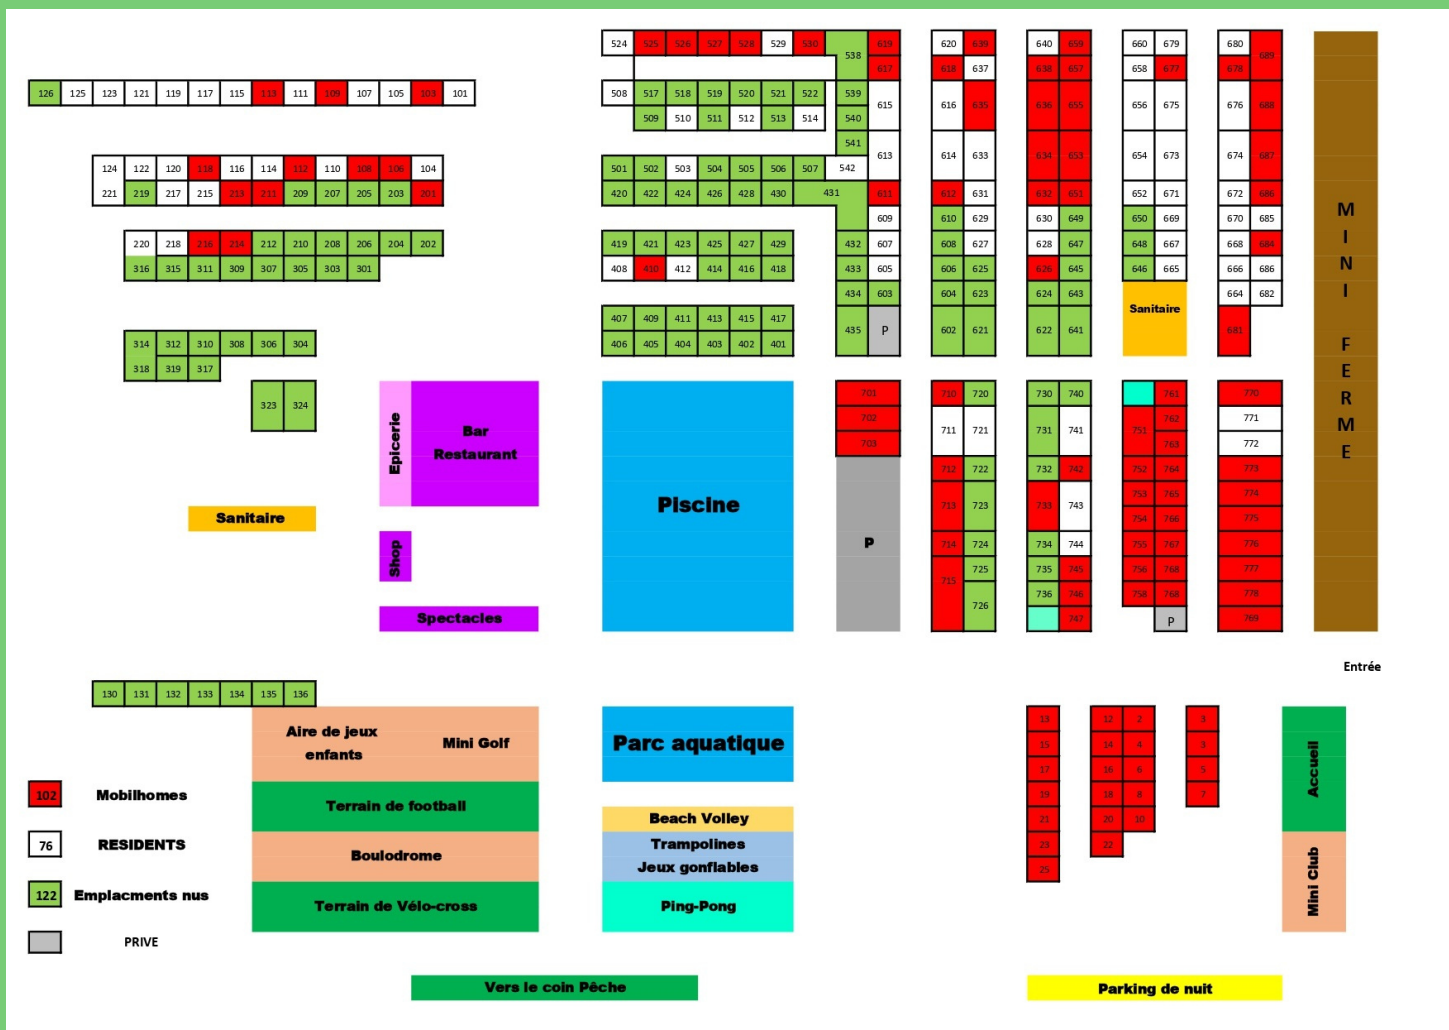 524 525 526 527 528 529 530 538 619 620 639 640 659 660 679 680 689
617 618 637 638 657 658 677 678
126 125 123 121 119 117 115 113 111 109 107 105 103 101
508 517 518 519 520 521 522 539 615 616 635 636 655 656 675 676 688
509 510 511 512 513 514 540
541
124 122 120 118 116 114 112 110 108 106 104
501 502 503 504 505 506 507 542 613 614 633 634 653 654 673 674 687
221 219 217 215 213 211 209 207 205 203 201
420 422 424 426 428 430 431 611 612 631 632 651 652 671 672 686
609 610 629 630 649 650 669 670 685
220 218 216 214 212 210 208 206 204 202
419 421 423 425 427 429 432 607 608 627 628 647 648 667 668 684
316 315 311 309 307 305 303 301
408 410 412 414 416 418 433 605 606 625 626 645 646 665 666 686
434 603 604 623 624 643 664 682
407 409 411 413 415 417
406 405 404 403 402 401
435 P 602 621 622 641 Sanitaire 681
314 312 310 308 306 304
318 319 317
323 324
MINI FERME
Epicerie
Bar
Restaurant
Sanitaire
Shop
Spectacles
Piscine
701 710 720 730 740 761 770
702 711 721 731 741 751 762 771
703 763 772
712 722 732 742 752 764 773
713 723 733 743 753 765 774
754 766 775
P 714 724 734 744 755 767 776
715 725 735 745 756 768 777
726 736 746 758 768 778
747 P 769
Entrée
130 131 132 133 134 135 136
Aire de jeux
enfants
Mini Golf
Parc aquatique
13 12 2 3
15 14 4 3
17 16 6 5
19 18 8 7
21 20 10
23 22
25
Accueil
Mini Club
102 Mobilhomes
76 RESIDENTS
122 Emplacments nus
PRIVE
Terrain de football
Boulodrome
Terrain de Vélo-cross
Beach Volley
Trampolines
Jeux gonfiables
Ping-Pong
Vers le coin Pêche
Parking de nuit